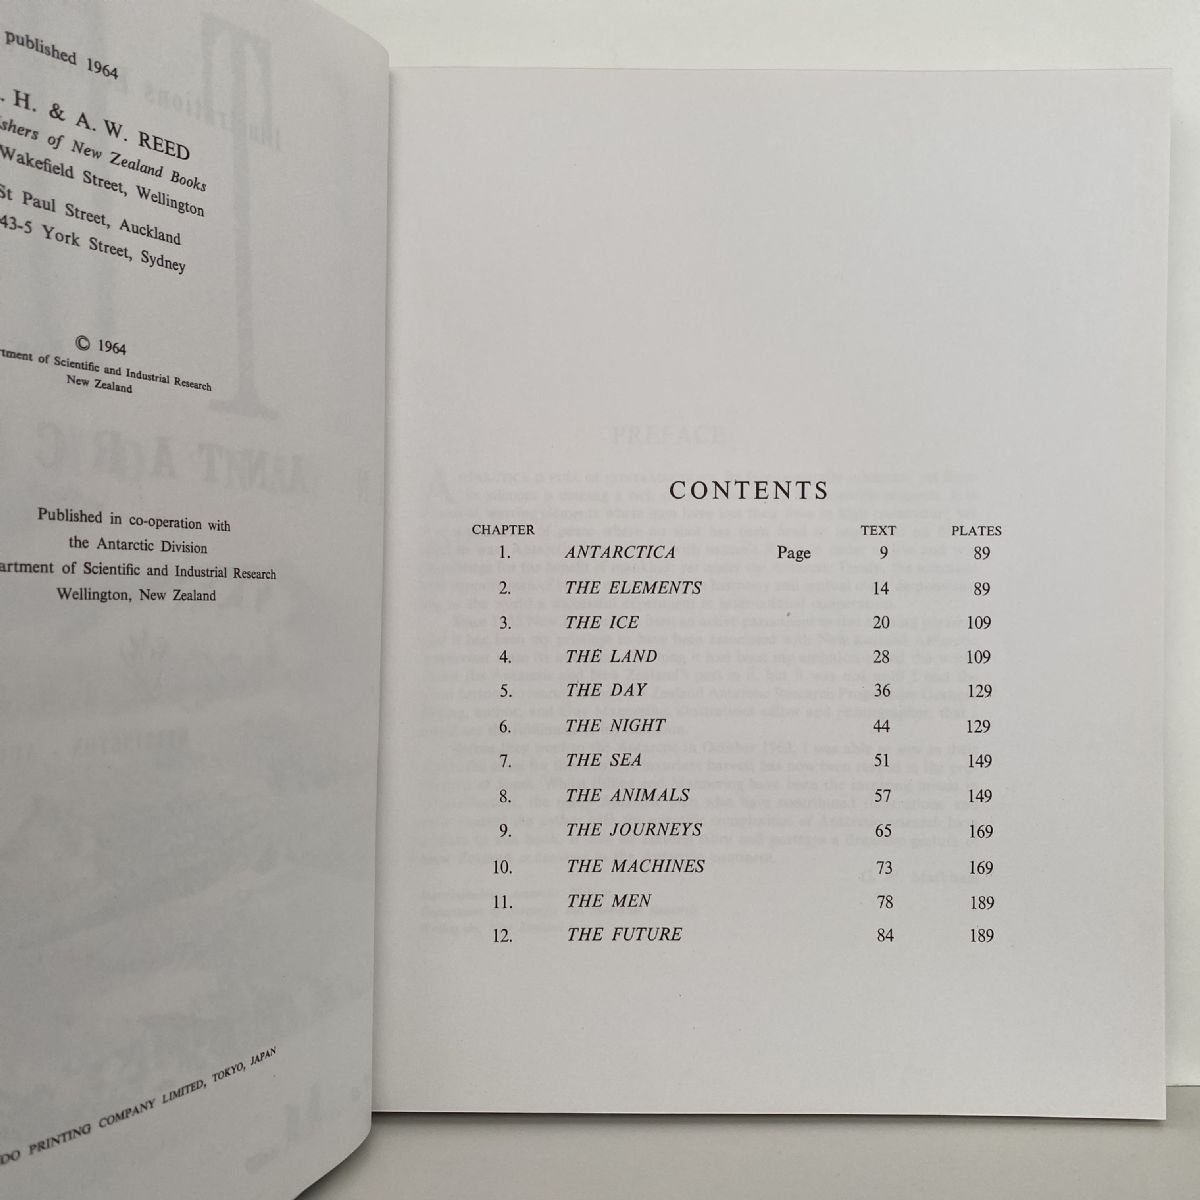 published 1964
. H. & A. W. REED
shers of New Zealand Books
Wakefield Street, Wellington
St Paul Street, Auckland
43-5 York Street, Sydney
© 1964
rtment of Scientific and Industrial Research
New Zealand
Published in co-operation with
the Antarctic Division
artment of Scientific and Industrial Research
Wellington, New Zealand
DO PRINTING COMPANY LIMITED, TOKYO, JAPAN
PREFACE
CONTENTS
CHAPTER TEXT PLATES
1. ANTARCTICA Page 9 89
2. THE ELEMENTS 14 89
3. THE ICE 20 109
4. THE LAND 28 109
5. THE DAY 36 129
6. THE NIGHT 44 129
7. THE SEA 51 149
8. THE ANIMALS 57 149
9. THE JOURNEYS 65 169
10. THE MACHINES 73 169
11. THE MEN 78 189
12. THE FUTURE 84 189